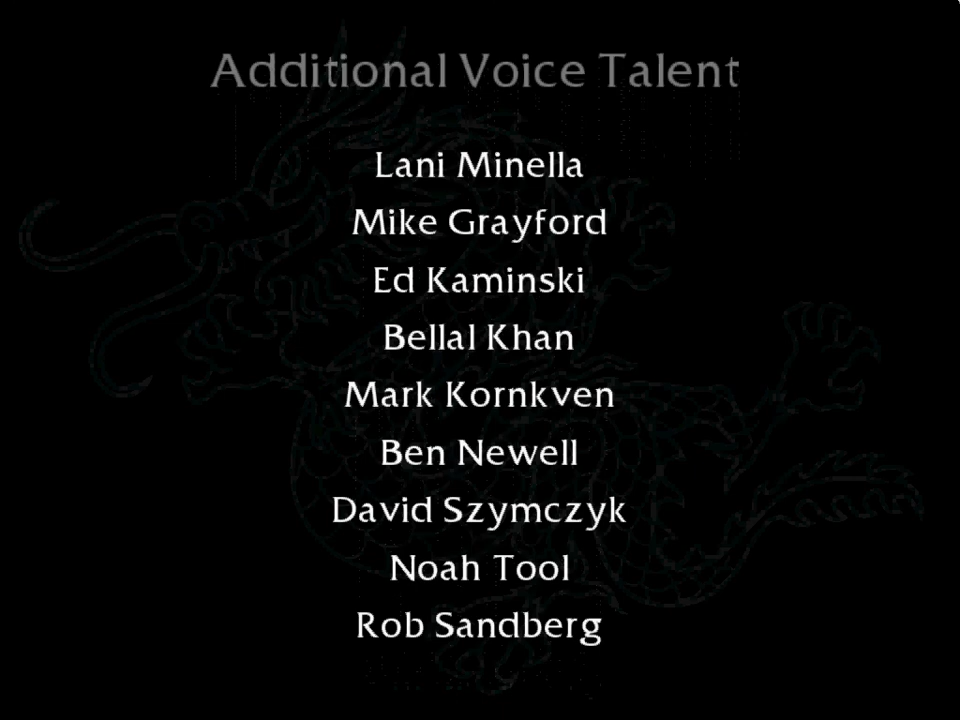 Additional Voice Talent
Lani Minella
Mike Grayford
Ed Kaminski
Bellal Khan
Mark Kornkven
Ben Newell
David Szymczyk
Noah Tool
Rob Sandberg